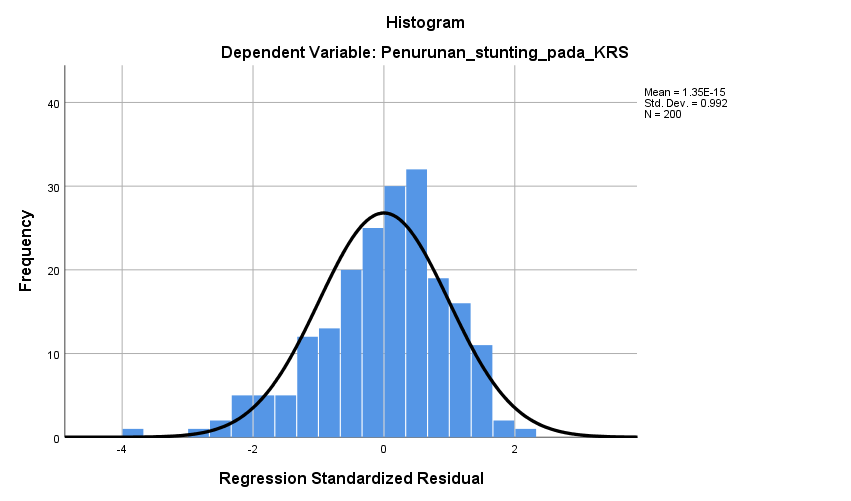 Histogram
Dependent Variable: Penurunan_stunting_pada_KRS
Mean = 1.35E-15
Std. Dev. = 0.992
N = 200
Frequency
40
30
20
10
0
-4
-2
0
2
Regression Standardized Residual